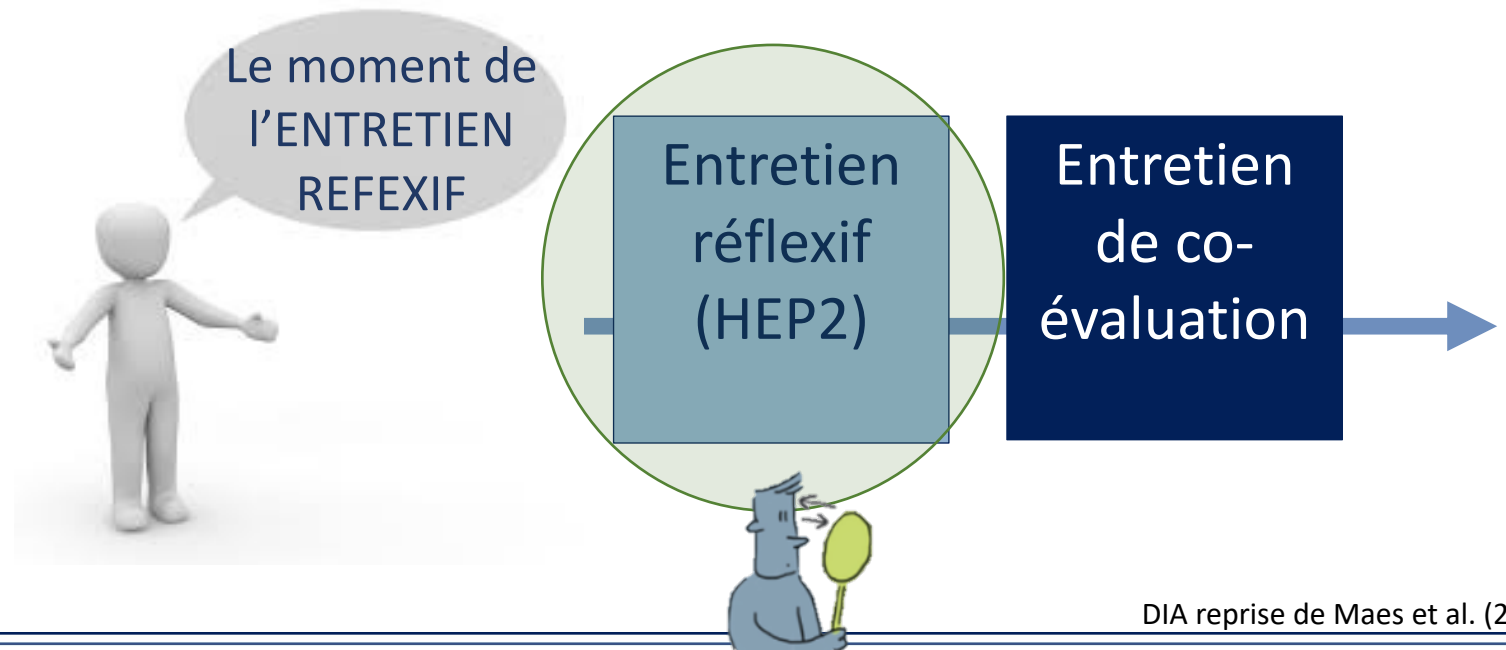 Le moment de
l’ENTRETIEN
REFEXIF
Entretien
réflexif
(HEP2)
Entretien
de co-
évaluation
DIA reprise de Maes et al. (2